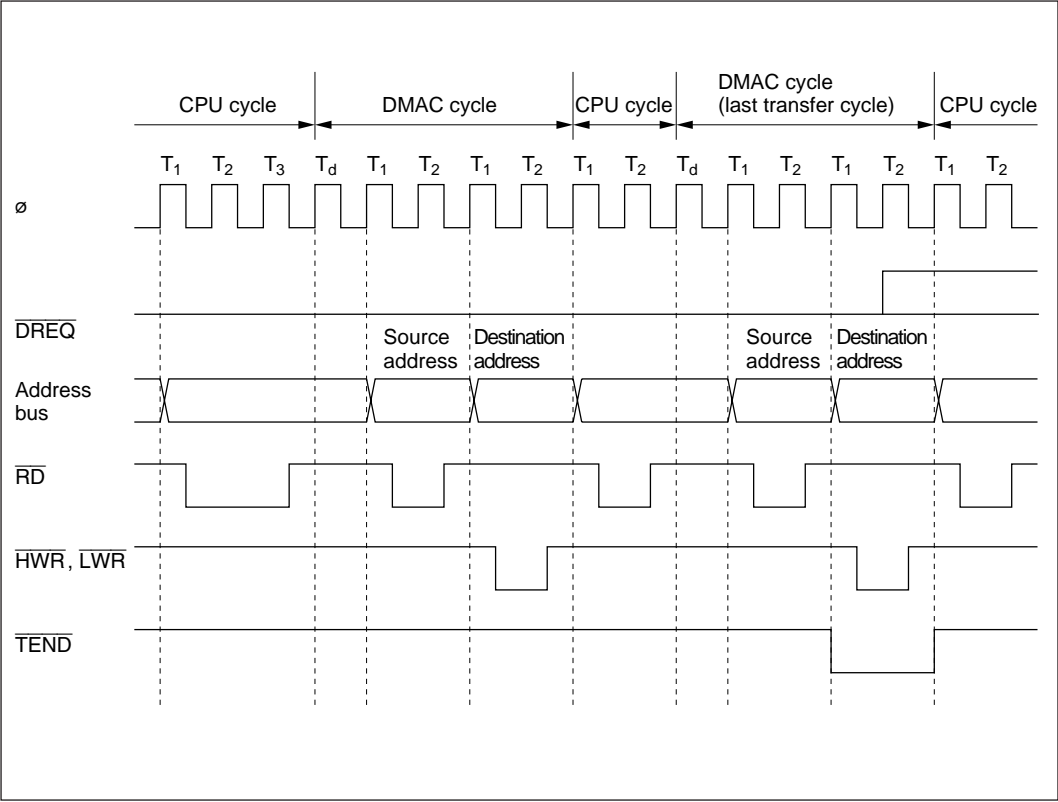 DMAC cycle
CPU cycle DMAC cycle CPU cycle (last transfer cycle) CPU cycle
T1 T2 T3 Td T1 T2 T1 T2 T1 T2 Td T1 T2 T1 T2 T1 T2
ø
DREQ
Source Destination Source Destination
address address address address
Address
bus
RD
HWR, LWR
TEND